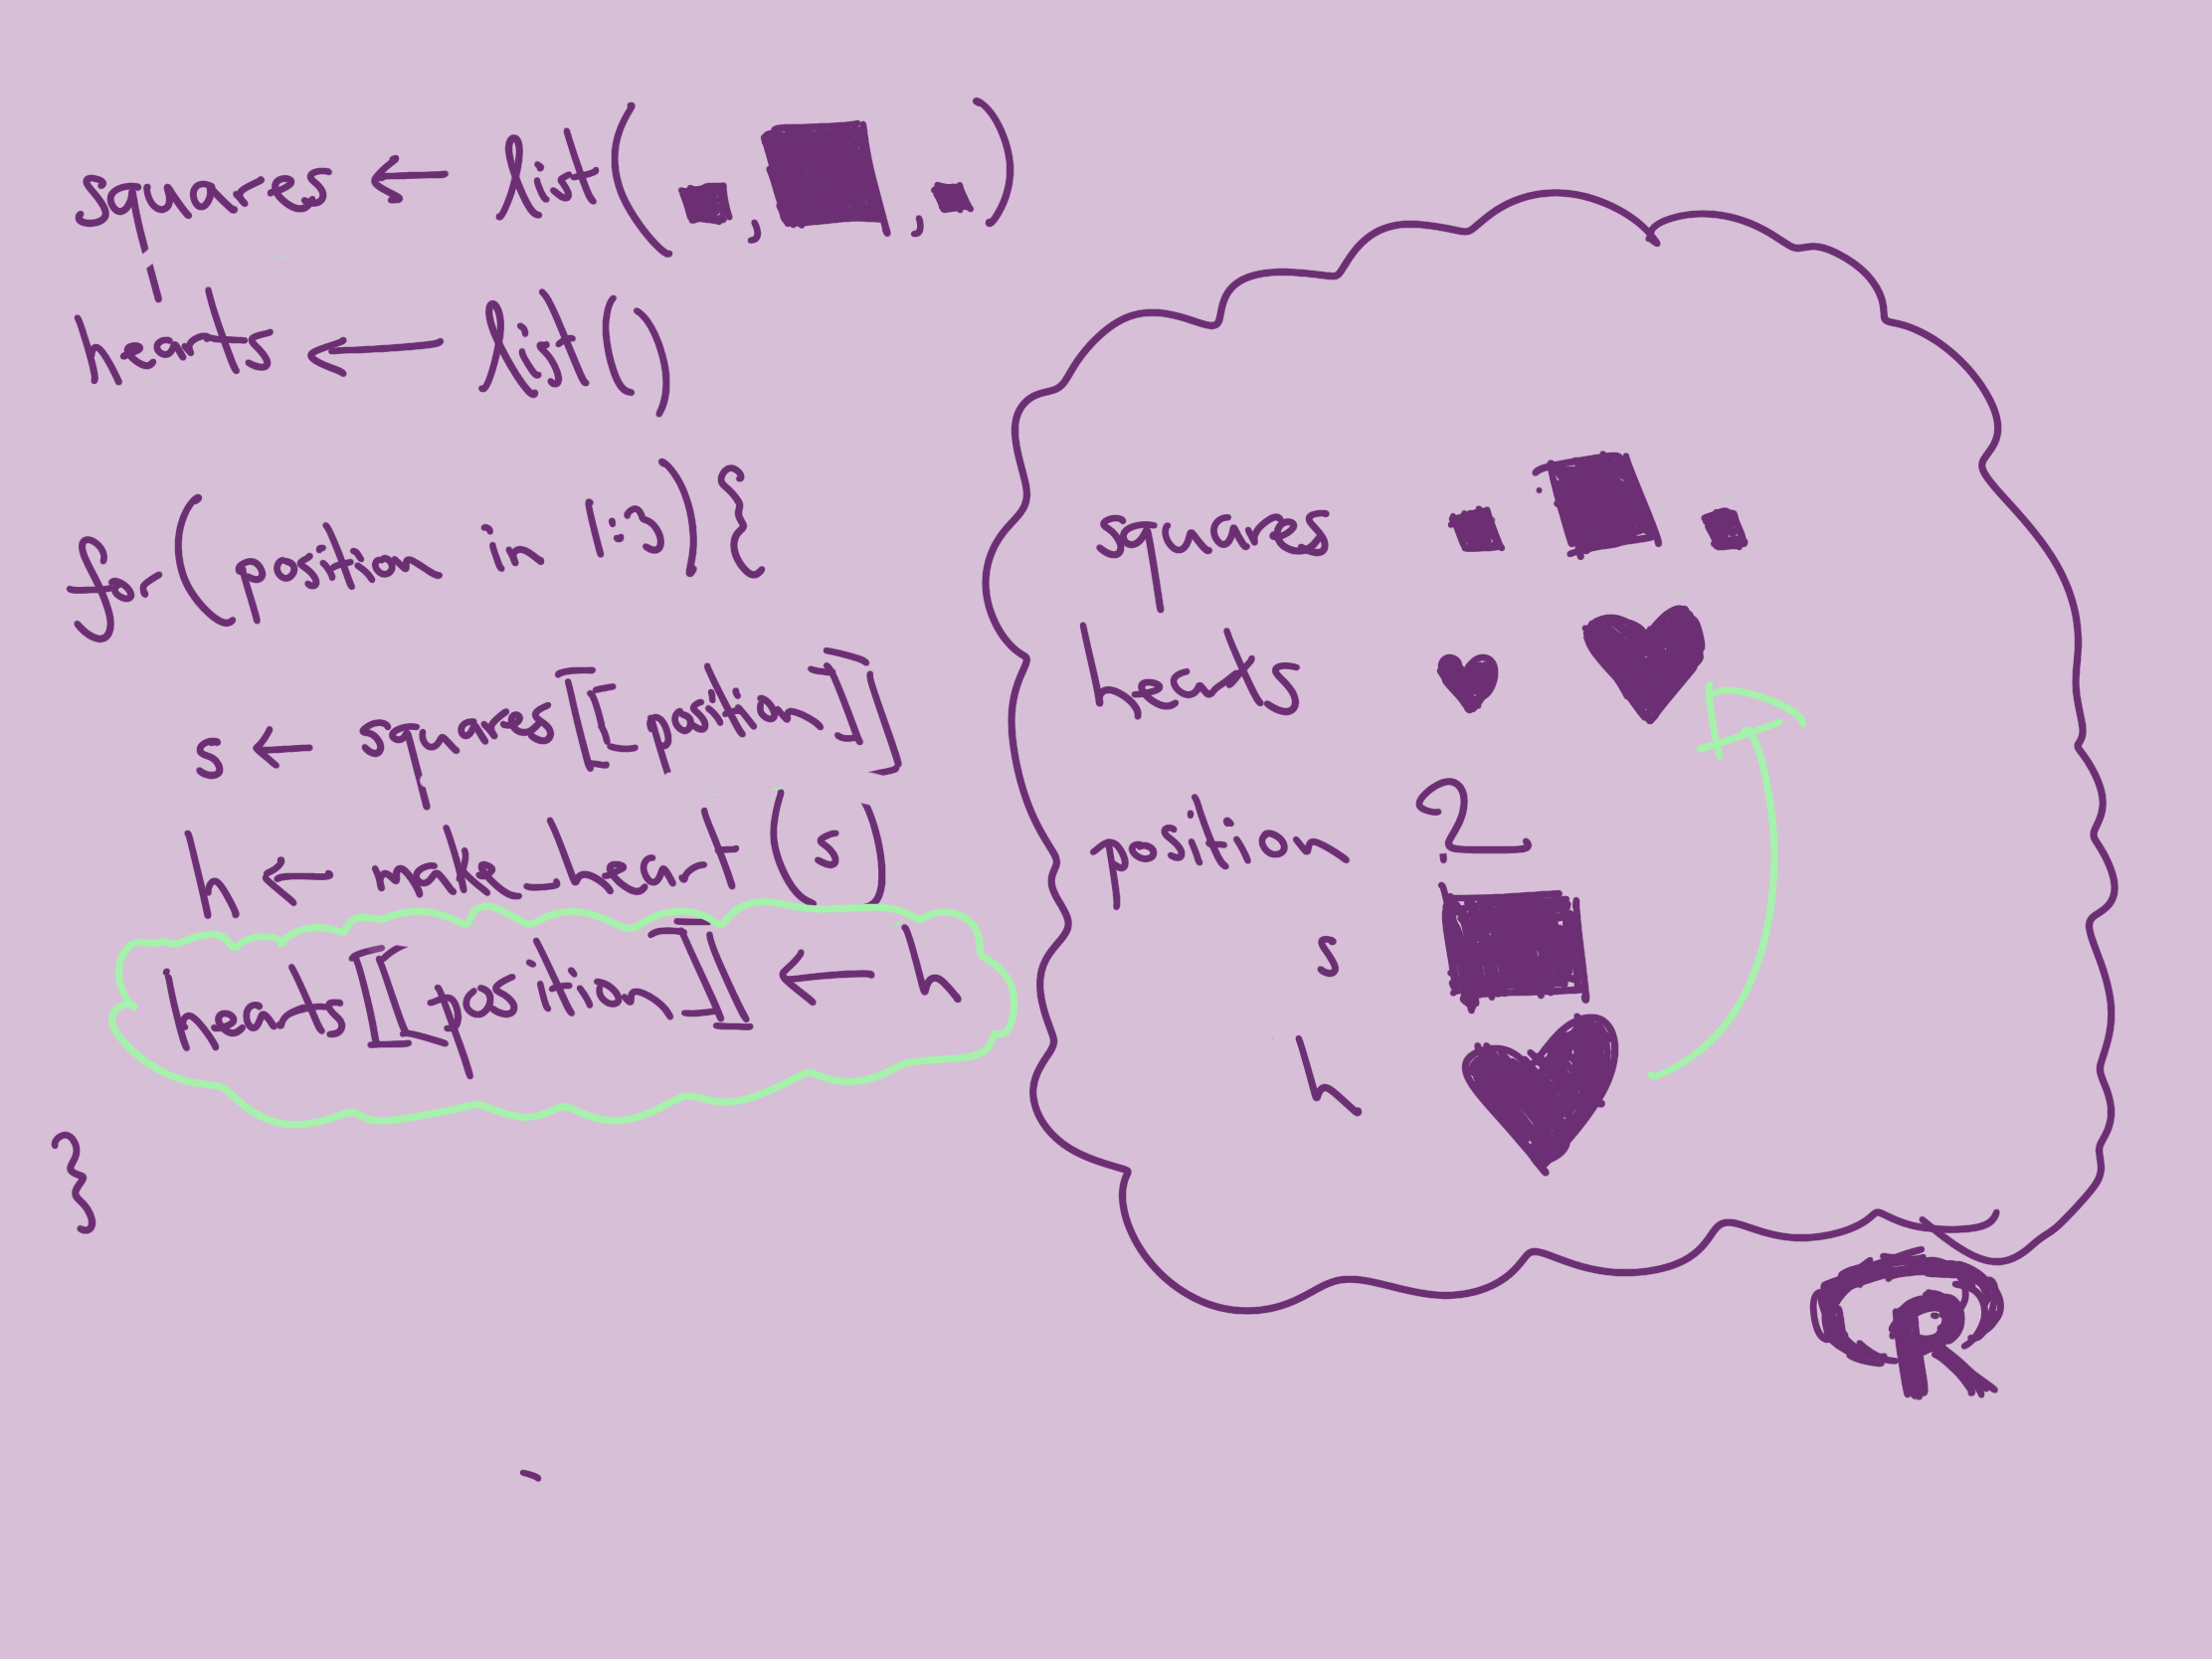 squares ← list( , , )
hearts ← list()
for(position in 1:3){
s ← squares[[position]]
h ← make_heart(s)
hearts[[position]] ← h
}
squares
hearts
position 2
s
h
R